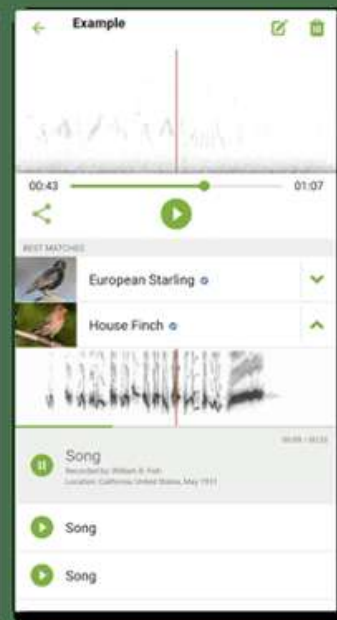 Example
00:43
01:07
BEST MATCHES
European Starling
House Finch
Song
Recorded by: William R. Fish
Location: California, United States, May 1951
Song
Song